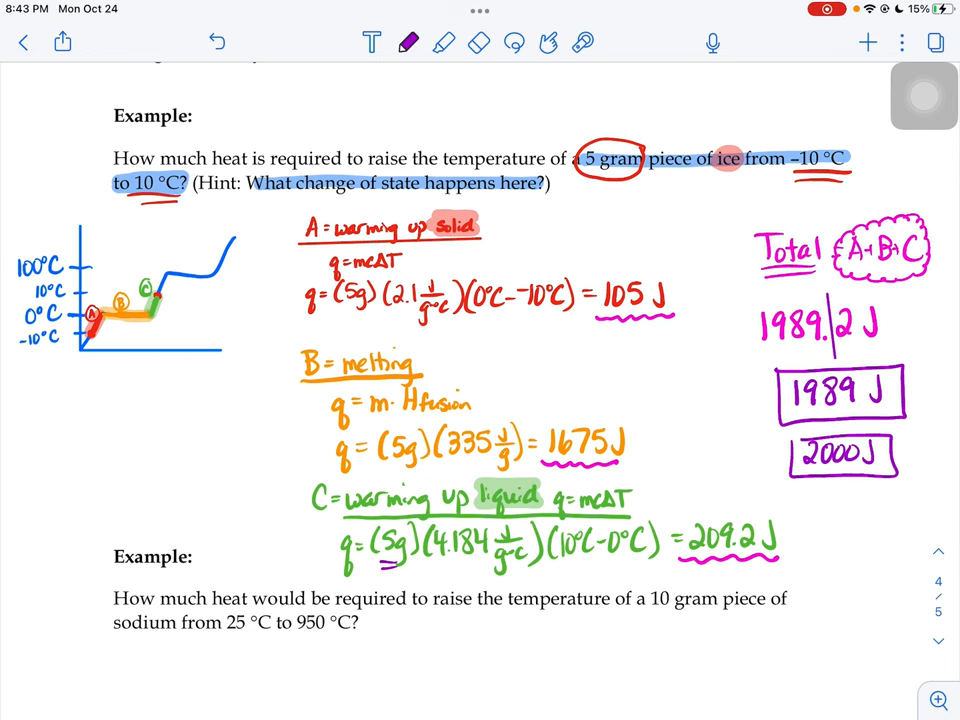 8:43 PM Mon Oct 24
15%
Example:
How much heat is required to raise the temperature of a 5 gram piece of ice from –10 °C
to 10 °C? (Hint: What change of state happens here?)
A = warming up solid
q = mCΔT
q = (5g)(2.1 J/g·°C)(0°C - -10°C) = 105 J
100°C
10°C
0°C
-10°C
A
B
C
Total = A+B+C
1989.2 J
1989 J
2000 J
B = melting
q = m · Hfusion
q = (5g)(335 J/g) = 1675 J
C = warming up liquid q = mCΔT
q = (5g)(4.184 J/g·°C)(10°C - 0°C) = 209.2 J
Example:
How much heat would be required to raise the temperature of a 10 gram piece of
sodium from 25 °C to 950 °C?
4
/
5